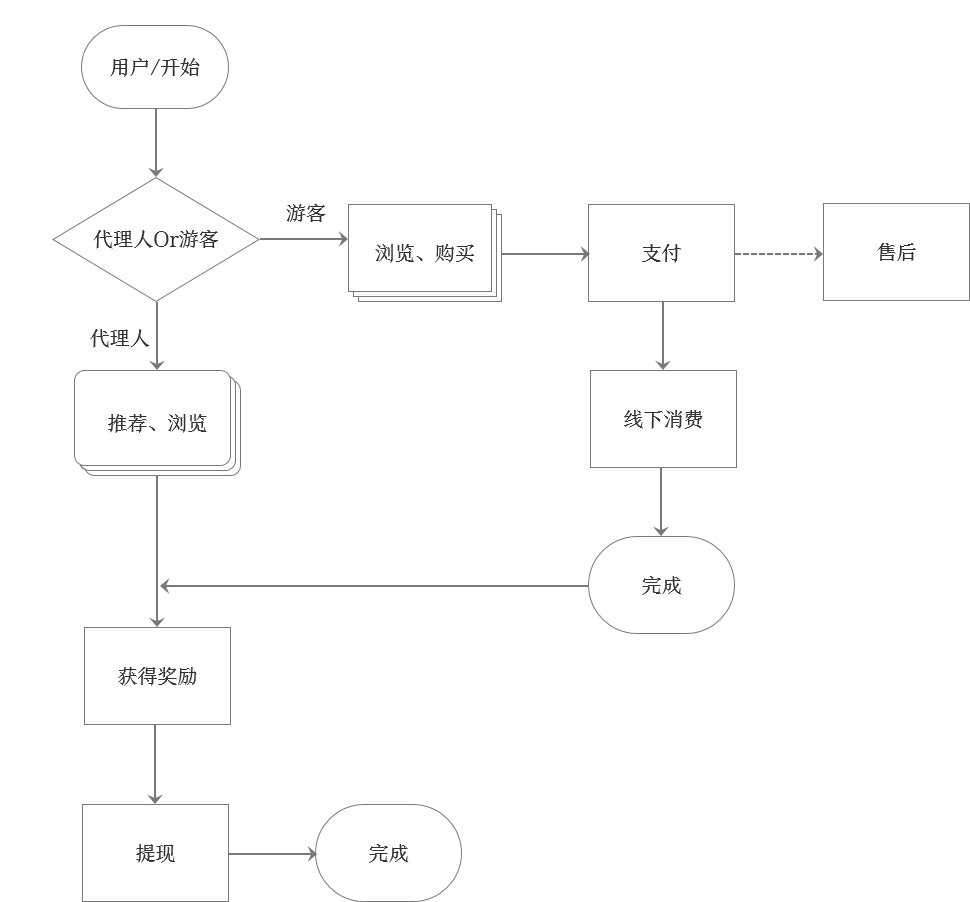 用户/开始
代理人Or游客
游客
浏览、购买
支付
售后
代理人
推荐、浏览
线下消费
完成
获得奖励
提现
完成